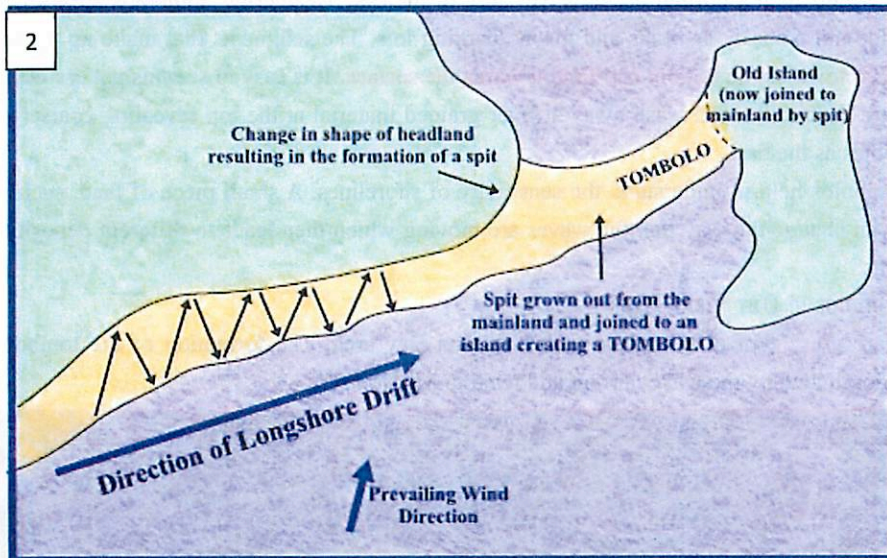 2
Old Island
(now joined to
mainland by spit)
Change in shape of headland
resulting in the formation of a spit
TOMBOLO
Spit grown out from the
mainland and joined to an
island creating a TOMBOLO
Direction of Longshore Drift
Prevailing Wind
Direction